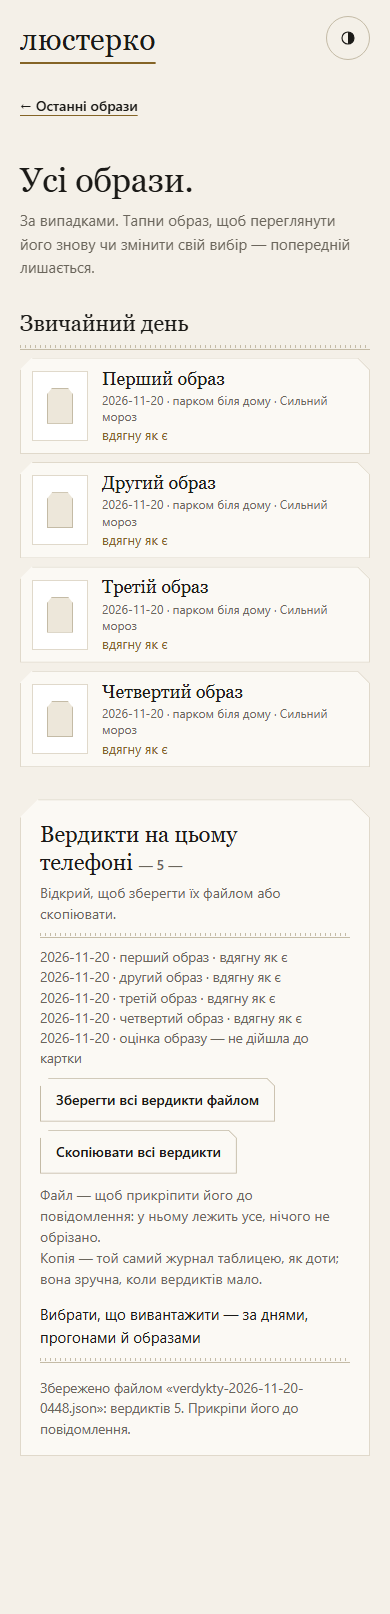 люстерко
← Останні образи
Усі образи.
За випадками. Тапни образ, щоб переглянути
його знову чи змінити свій вибір — попередній
лишається.
Звичайний день
Перший образ
2026-11-20 · парком біля дому · Сильний
мороз
вдягну як є
Другий образ
2026-11-20 · парком біля дому · Сильний
мороз
вдягну як є
Третій образ
2026-11-20 · парком біля дому · Сильний
мороз
вдягну як є
Четвертий образ
2026-11-20 · парком біля дому · Сильний
мороз
вдягну як є
Вердикти на цьому
телефоні — 5 —
Відкрий, щоб зберегти їх файлом або
скопіювати.
2026-11-20 · перший образ · вдягну як є
2026-11-20 · другий образ · вдягну як є
2026-11-20 · третій образ · вдягну як є
2026-11-20 · четвертий образ · вдягну як є
2026-11-20 · оцінка образу — не дійшла до
картки
Зберегти всі вердикти файлом
Скопіювати всі вердикти
Файл — щоб прикріпити його до
повідомлення: у ньому лежить усе, нічого не
обрізано.
Копія — той самий журнал таблицею, як доти;
вона зручна, коли вердиктів мало.
Вибрати, що вивантажити — за днями,
прогонами й образами
Збережено файлом «verdykty-2026-11-20-
0448.json»: вердиктів 5. Прикріпи його до
повідомлення.